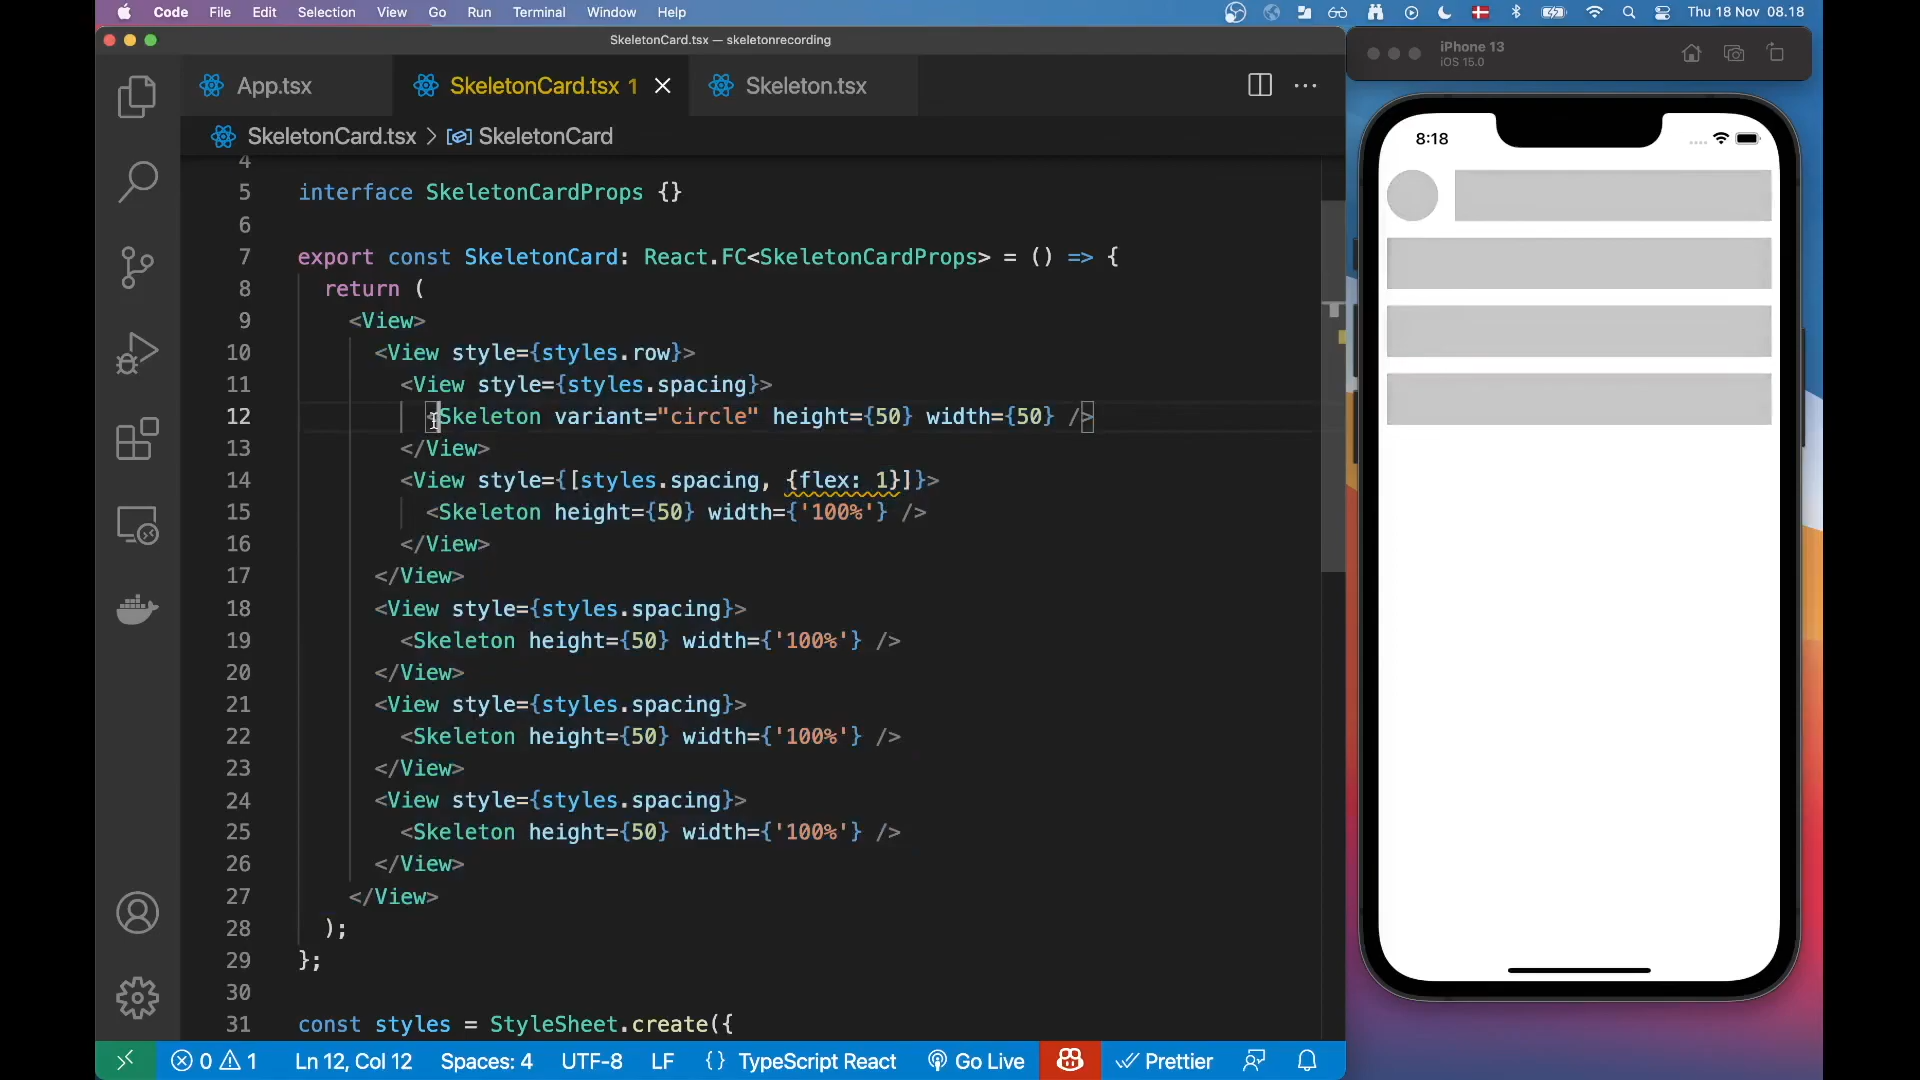 Code File Edit Selection View Go Run Terminal Window Help Thu 18 Nov 08.18
SkeletonCard.tsx — skeletonrecording
iPhone 13
iOS 15.0
App.tsx SkeletonCard.tsx 1 Skeleton.tsx
SkeletonCard.tsx > SkeletonCard
8:18
4
5 interface SkeletonCardProps {}
6
7 export const SkeletonCard: React.FC<SkeletonCardProps> = () => {
8 return (
9 <View>
10 <View style={styles.row}>
11 <View style={styles.spacing}>
12 <Skeleton variant="circle" height={50} width={50} />
13 </View>
14 <View style={[styles.spacing, {flex: 1}]}>
15 <Skeleton height={50} width={'100%'} />
16 </View>
17 </View>
18 <View style={styles.spacing}>
19 <Skeleton height={50} width={'100%'} />
20 </View>
21 <View style={styles.spacing}>
22 <Skeleton height={50} width={'100%'} />
23 </View>
24 <View style={styles.spacing}>
25 <Skeleton height={50} width={'100%'} />
26 </View>
27 </View>
28 );
29 };
30
31 const styles = StyleSheet.create({
0 1 Ln 12, Col 12 Spaces: 4 UTF-8 LF {} TypeScript React Go Live Prettier